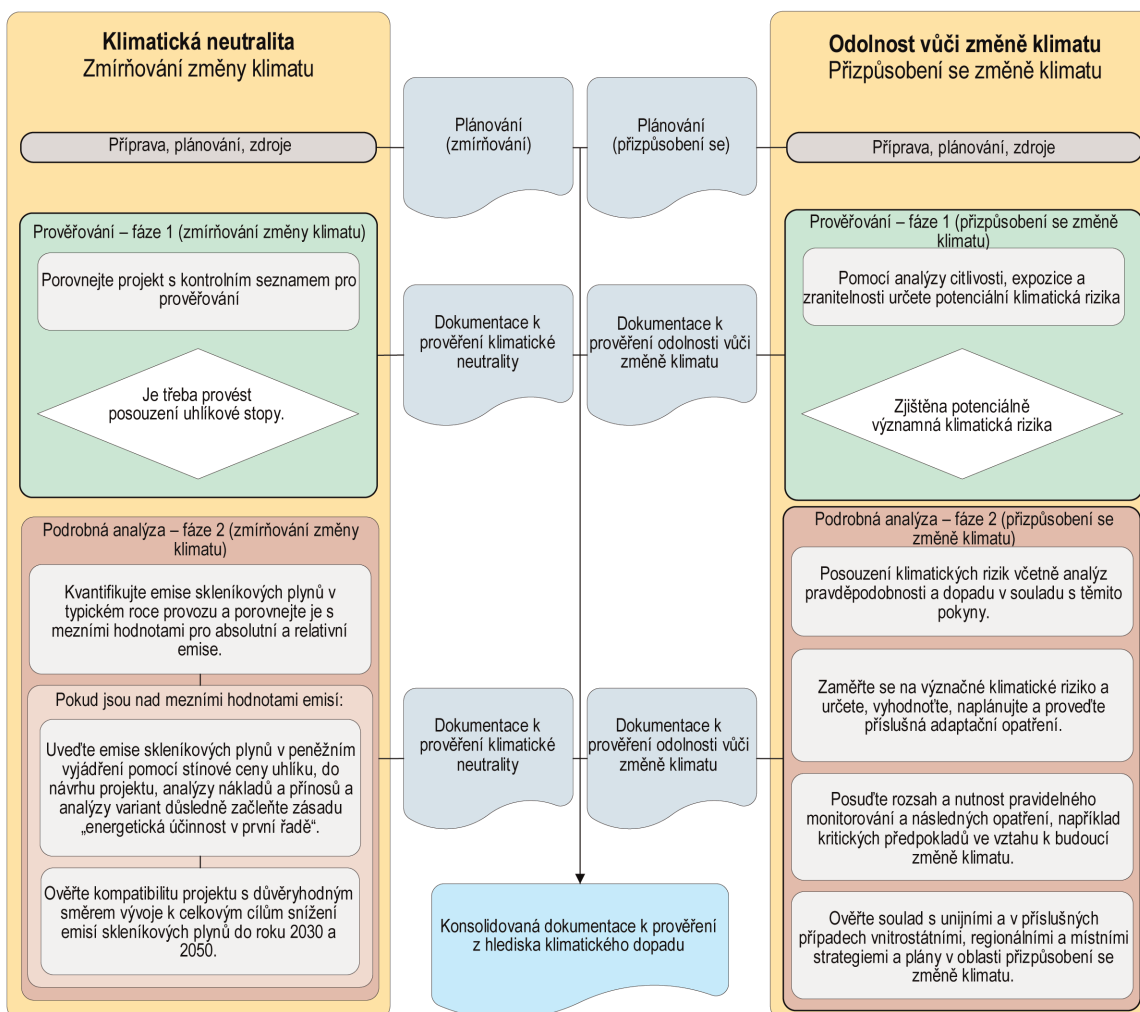 Klimatická neutralita
Zmírňování změny klimatu
Příprava, plánování, zdroje
Prověřování – fáze 1 (zmírňování změny klimatu)
Porovnejte projekt s kontrolním seznamem pro
prověřování
Je třeba provést
posouzení uhlíkové stopy.
Podrobná analýza – fáze 2 (zmírňování změny
klimatu)
Kvantifikujte emise skleníkových plynů v
typickém roce provozu a porovnejte je s
mezními hodnotami pro absolutní a relativní
emise.
Pokud jsou nad mezními hodnotami emisí:
Uveďte emise skleníkových plynů v peněžním
vyjádření pomocí stínové ceny uhlíku, do
návrhu projektu, analýzy nákladů a přínosů a
analýzy variant důsledně začleňte zásadu
„energetická účinnost v první řadě“.
Ověřte kompatibilitu projektu s důvěryhodným
směrem vývoje k celkovým cílům snížení
emisí skleníkových plynů do roku 2030 a
2050.
Plánování
(zmírňování)
Plánování
(přizpůsobení se)
Dokumentace k
prověření klimatické
neutrality
Dokumentace k
prověření odolnosti vůči
změně klimatu
Dokumentace k
prověření klimatické
neutrality
Dokumentace k
prověření odolnosti vůči
změně klimatu
Konsolidovaná dokumentace k prověření
z hlediska klimatického dopadu
Odolnost vůči změně klimatu
Přizpůsobení se změně klimatu
Příprava, plánování, zdroje
Prověřování – fáze 1 (přizpůsobení se změně
klimatu)
Pomocí analýzy citlivosti, expozice a
zranitelnosti určete potenciální klimatická rizika
Zjištěna potenciálně
významná klimatická rizika
Podrobná analýza – fáze 2 (přizpůsobení se
změně klimatu)
Posouzení klimatických rizik včetně analýz
pravděpodobnosti a dopadu v souladu s těmito
pokyny.
Zaměřte se na význačné klimatické riziko a
určete, vyhodnoťte, naplánujte a proveďte
příslušná adaptační opatření.
Posuďte rozsah a nutnost pravidelného
monitorování a následných opatření, například
kritických předpokladů ve vztahu k budoucí
změně klimatu.
Ověřte soulad s unijními a v příslušných
případech vnitrostátními, regionálními a místními
strategiemi a plány v oblasti přizpůsobení se
změně klimatu.